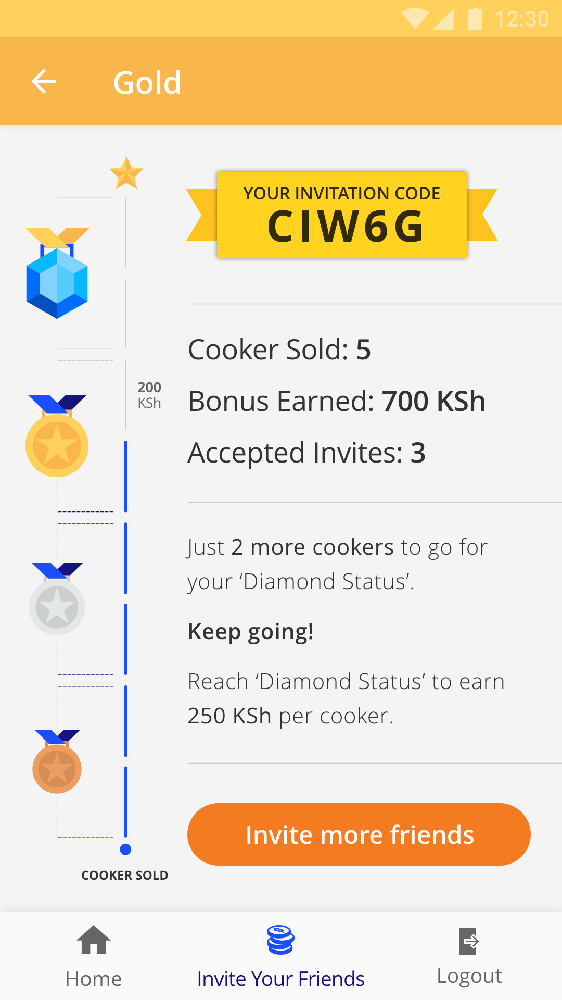 12:30
Gold
YOUR INVITATION CODE
CIW6G
Cooker Sold: 5
200
KSh
Bonus Earned: 700 KSh
Accepted Invites: 3
Just 2 more cookers to go for
your ‘Diamond Status’.
Keep going!
Reach ‘Diamond Status’ to earn
250 KSh per cooker.
Invite more friends
COOKER SOLD
Home
Invite Your Friends
Logout